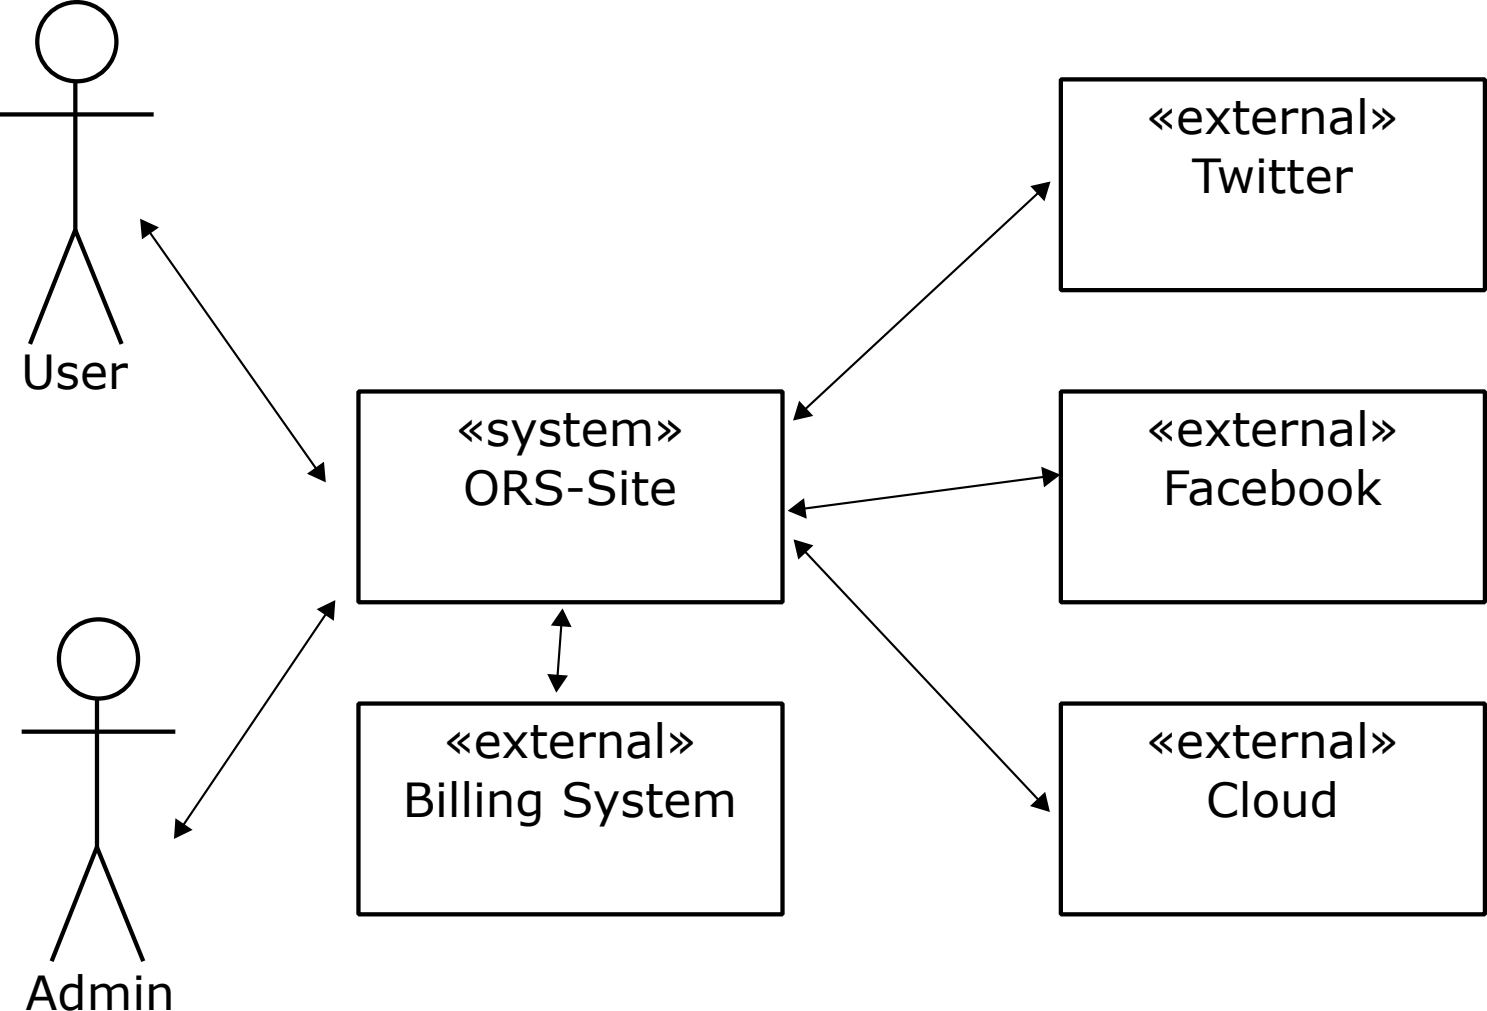 «external»
Twitter
User
«system»
ORS-Site
«external»
Facebook
«external»
Billing System
«external»
Cloud
Admin